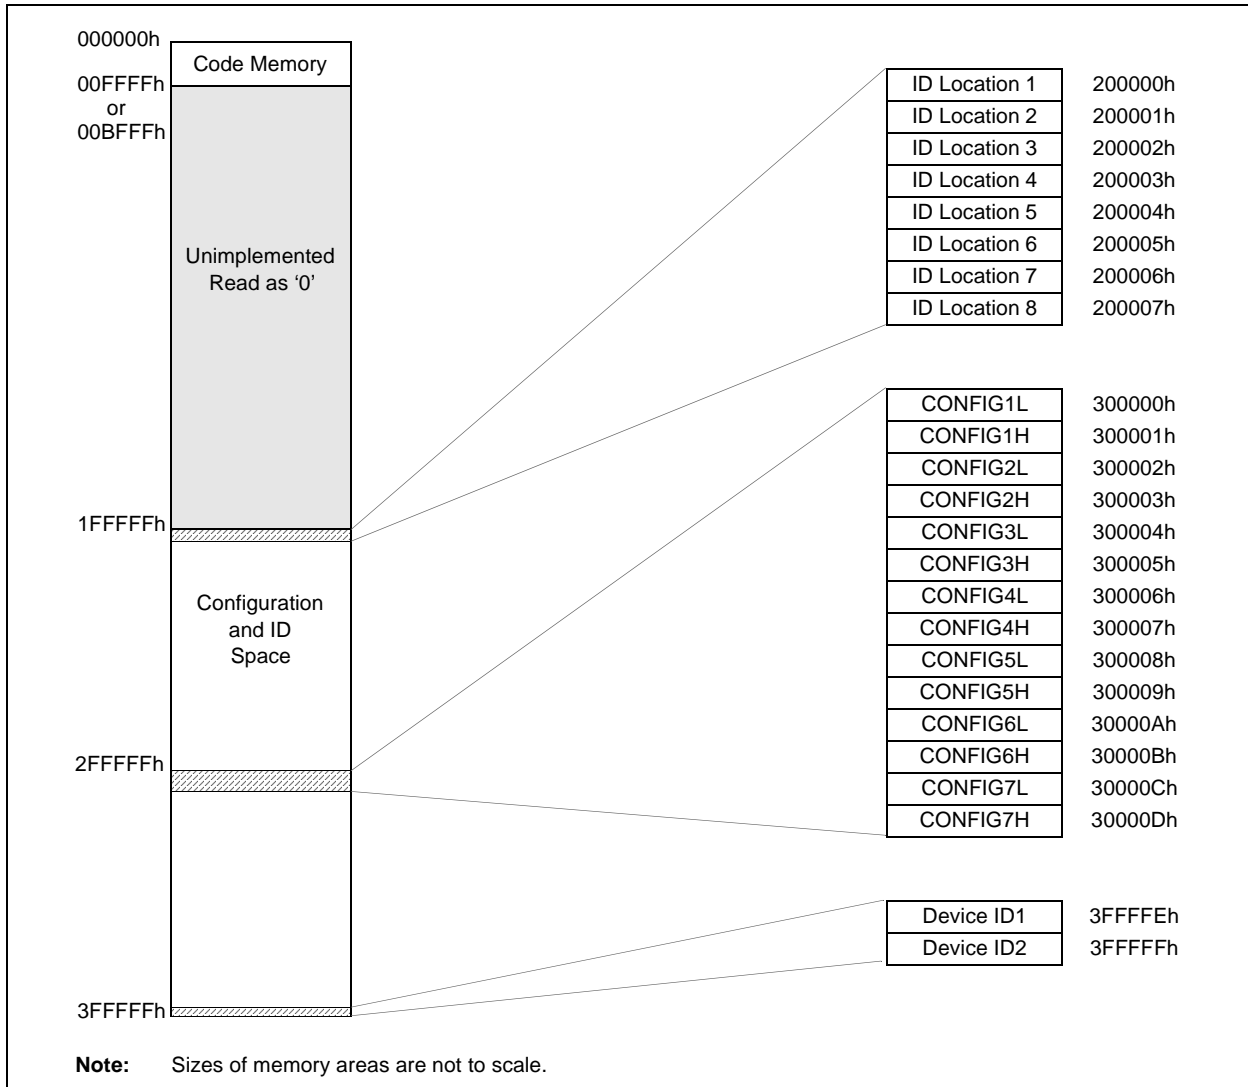 000000h
Code Memory
00FFFFh
or
00BFFFh
Unimplemented
Read as ‘0’
1FFFFFh
Configuration
and ID
Space
2FFFFFh
3FFFFFh
ID Location 1 200000h
ID Location 2 200001h
ID Location 3 200002h
ID Location 4 200003h
ID Location 5 200004h
ID Location 6 200005h
ID Location 7 200006h
ID Location 8 200007h
CONFIG1L 300000h
CONFIG1H 300001h
CONFIG2L 300002h
CONFIG2H 300003h
CONFIG3L 300004h
CONFIG3H 300005h
CONFIG4L 300006h
CONFIG4H 300007h
CONFIG5L 300008h
CONFIG5H 300009h
CONFIG6L 30000Ah
CONFIG6H 30000Bh
CONFIG7L 30000Ch
CONFIG7H 30000Dh
Device ID1 3FFFFEh
Device ID2 3FFFFFh
Note: Sizes of memory areas are not to scale.